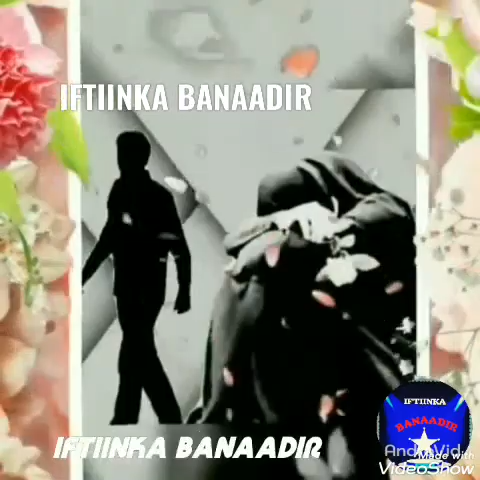 IFTIINKA BANAADIR
IFTIINKA BANAADIR
IFTIINKA
BANAADIR
Made with
VideoShow